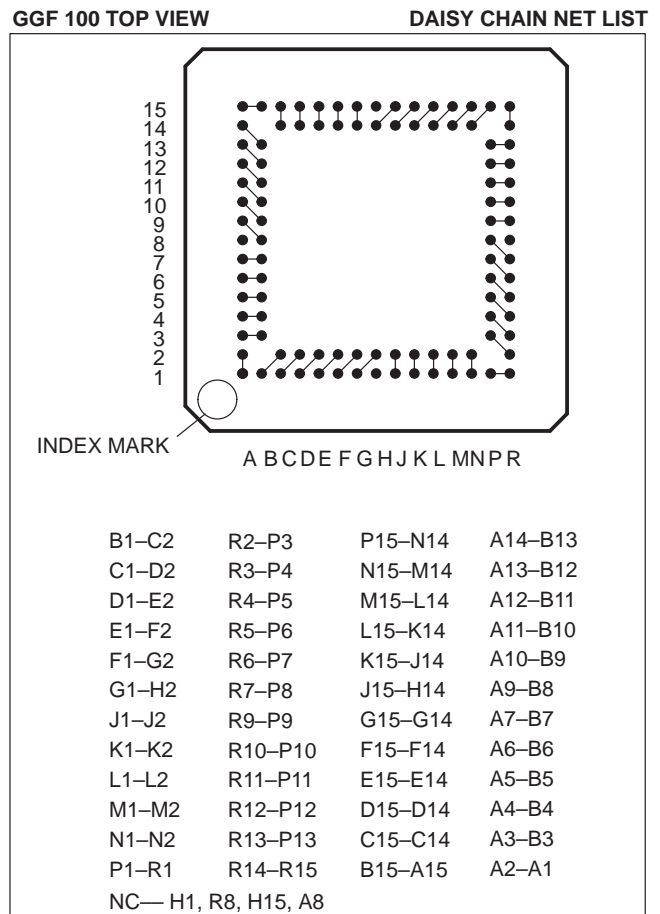 GGF 100 TOP VIEW DAISY CHAIN NET LIST
15
14
13
12
11
10
9
8
7
6
5
4
3
2
1
INDEX MARK
A B C D E F G H J K L M N P R
B1–C2 R2–P3 P15–N14 A14–B13
C1–D2 R3–P4 N15–M14 A13–B12
D1–E2 R4–P5 M15–L14 A12–B11
E1–F2 R5–P6 L15–K14 A11–B10
F1–G2 R6–P7 K15–J14 A10–B9
G1–H2 R7–P8 J15–H14 A9–B8
J1–J2 R9–P9 G15–G14 A7–B7
K1–K2 R10–P10 F15–F14 A6–B6
L1–L2 R11–P11 E15–E14 A5–B5
M1–M2 R12–P12 D15–D14 A4–B4
N1–N2 R13–P13 C15–C14 A3–B3
P1–R1 R14–R15 B15–A15 A2–A1
NC— H1, R8, H15, A8